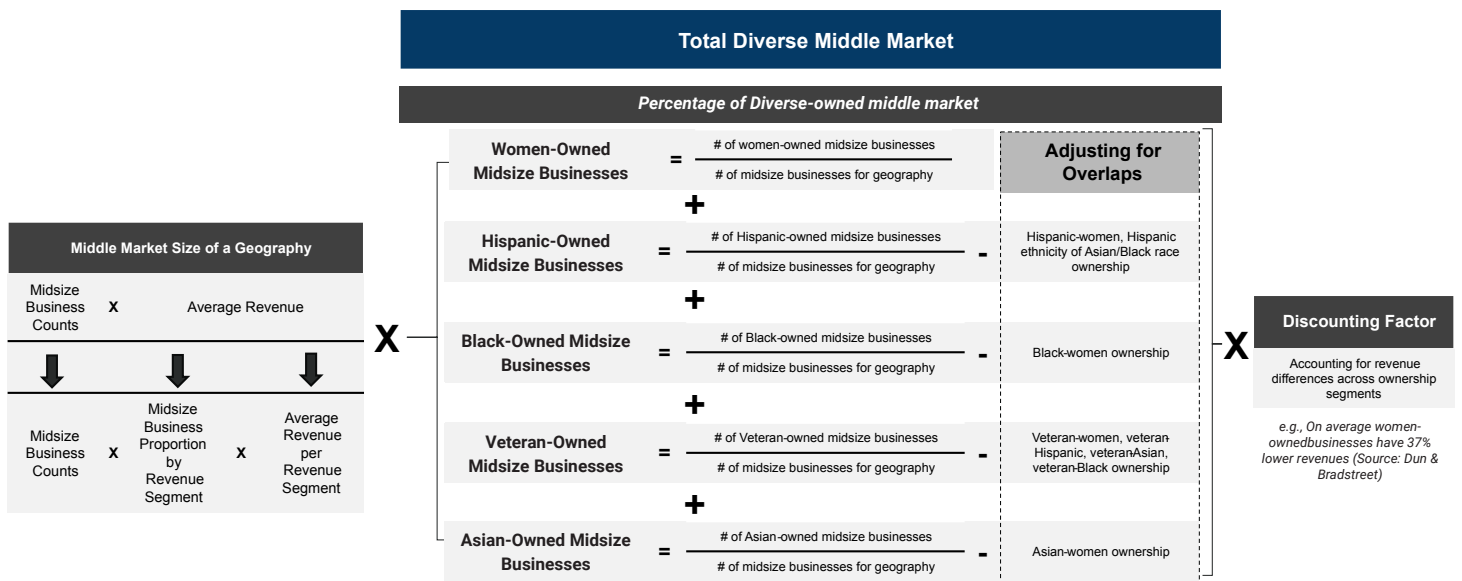 Total Diverse Middle Market
Percentage of Diverse-owned middle market
Middle Market Size of a Geography
Midsize
Business
Counts
X
Average Revenue
Midsize
Business
Counts
X
Midsize
Business
Proportion
by
Revenue
Segment
X
Average
Revenue
per
Revenue
Segment
X
Women-Owned
Midsize Businesses
=
# of women-owned midsize businesses
# of midsize businesses for geography
Adjusting for
Overlaps
+
Hispanic-Owned
Midsize Businesses
=
# of Hispanic-owned midsize businesses
# of midsize businesses for geography
-
Hispanic-women, Hispanic
ethnicity of Asian/Black race
ownership
+
Black-Owned Midsize
Businesses
=
# of Black-owned midsize businesses
# of midsize businesses for geography
-
Black-women ownership
+
Veteran-Owned
Midsize Businesses
=
# of Veteran-owned midsize businesses
# of midsize businesses for geography
-
Veteran-women, veteran-
Hispanic, veteran-Asian,
veteran-Black ownership
+
Asian-Owned Midsize
Businesses
=
# of Asian-owned midsize businesses
# of midsize businesses for geography
-
Asian-women ownership
X
Discounting Factor
Accounting for revenue
differences across ownership
segments
e.g., On average women-
ownedbusinesses have 37%
lower revenues (Source: Dun &
Bradstreet)